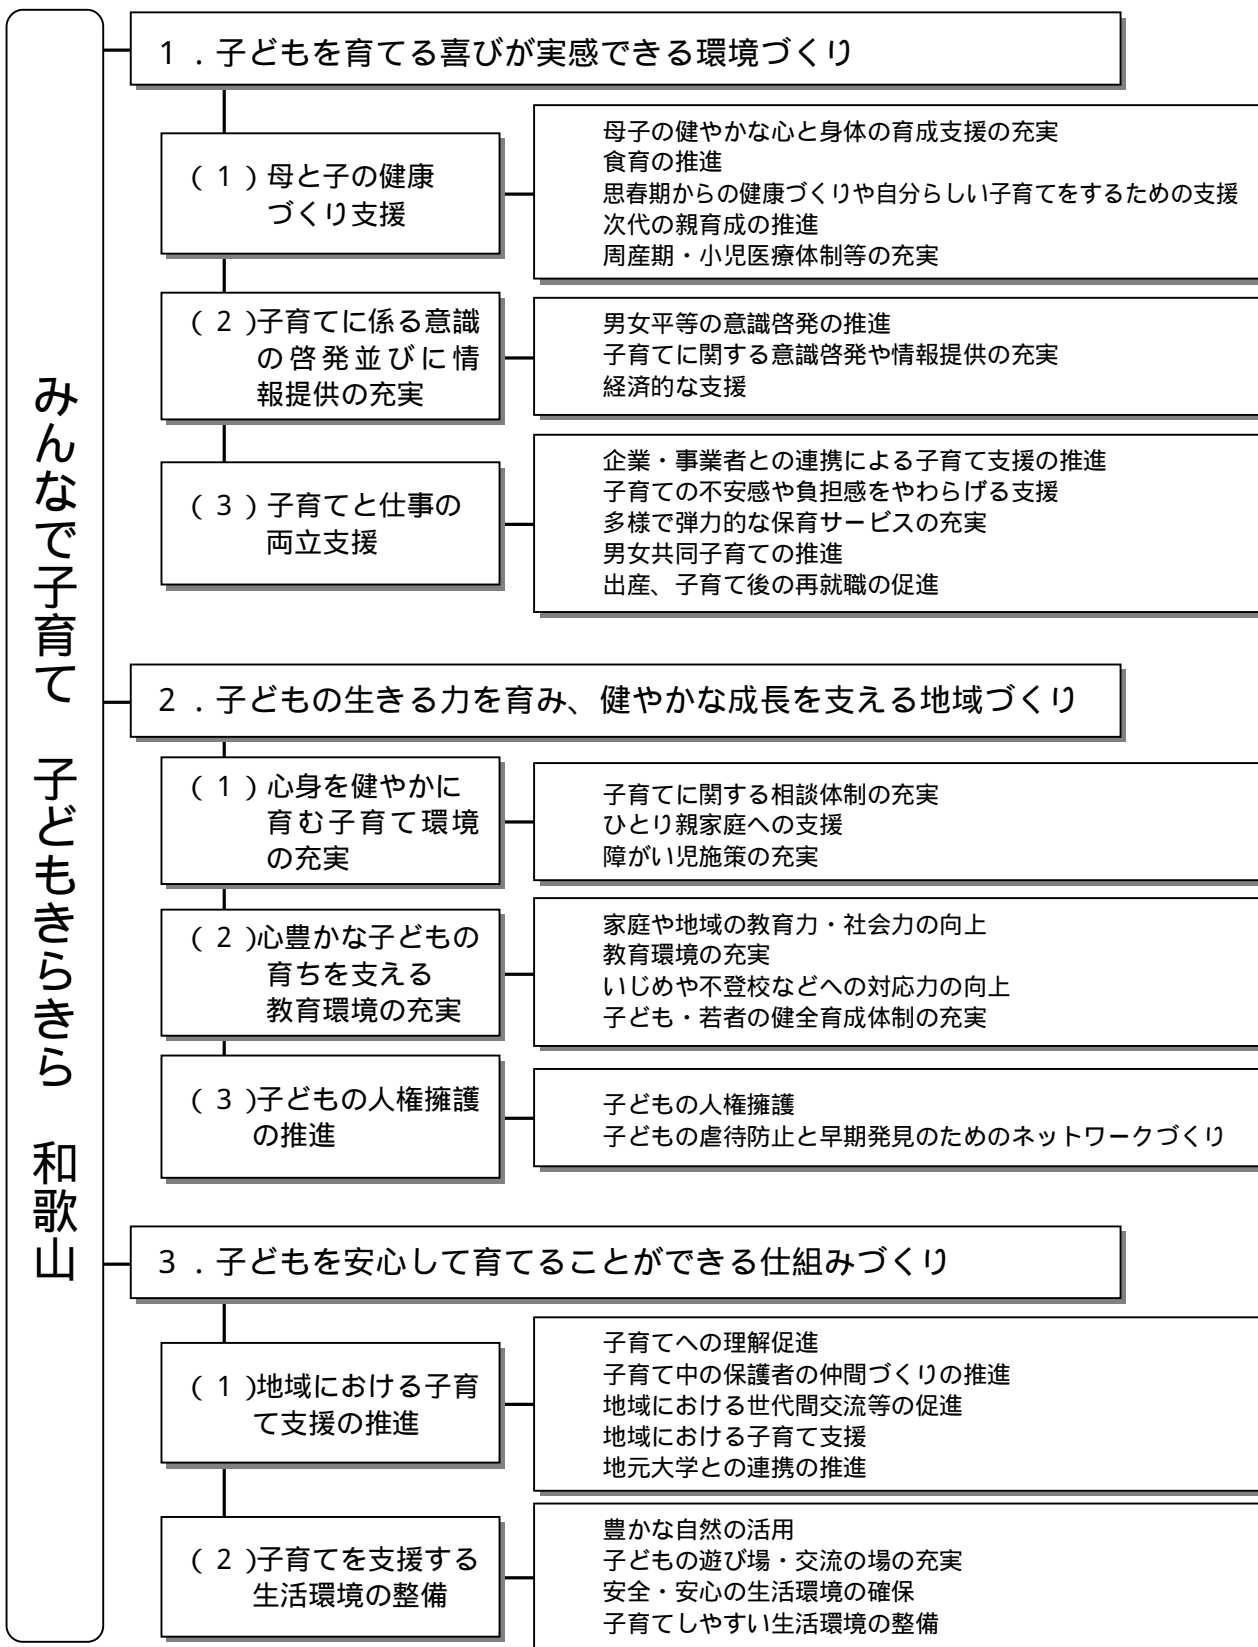 みんなで子育て　子どもきらきら　和歌山
１．子どもを育てる喜びが実感できる環境づくり
（１）母と子の健康
づくり支援
母子の健やかな心と身体の育成支援の充実
食育の推進
思春期からの健康づくりや自分らしい子育てをするための支援
次代の親育成の推進
周産期・小児医療体制等の充実
（２）子育てに係る意識
の啓発並びに情
報提供の充実
男女平等の意識啓発の推進
子育てに関する意識啓発や情報提供の充実
経済的な支援
（３）子育てと仕事の
両立支援
企業・事業者との連携による子育て支援の推進
子育ての不安感や負担感をやわらげる支援
多様で弾力的な保育サービスの充実
男女共同子育ての推進
出産、子育て後の再就職の促進
２．子どもの生きる力を育み、健やかな成長を支える地域づくり
（１）心身を健やかに
育む子育て環境
の充実
子育てに関する相談体制の充実
ひとり親家庭への支援
障がい児施策の充実
（２）心豊かな子どもの
育ちを支える
教育環境の充実
家庭や地域の教育力・社会力の向上
教育環境の充実
いじめや不登校などへの対応力の向上
子ども・若者の健全育成体制の充実
（３）子どもの人権擁護
の推進
子どもの人権擁護
子どもの虐待防止と早期発見のためのネットワークづくり
３．子どもを安心して育てることができる仕組みづくり
（１）地域における子育
て支援の推進
子育てへの理解促進
子育て中の保護者の仲間づくりの推進
地域における世代間交流等の促進
地域における子育て支援
地元大学との連携の推進
（２）子育てを支援する
生活環境の整備
豊かな自然の活用
子どもの遊び場・交流の場の充実
安全・安心の生活環境の確保
子育てしやすい生活環境の整備